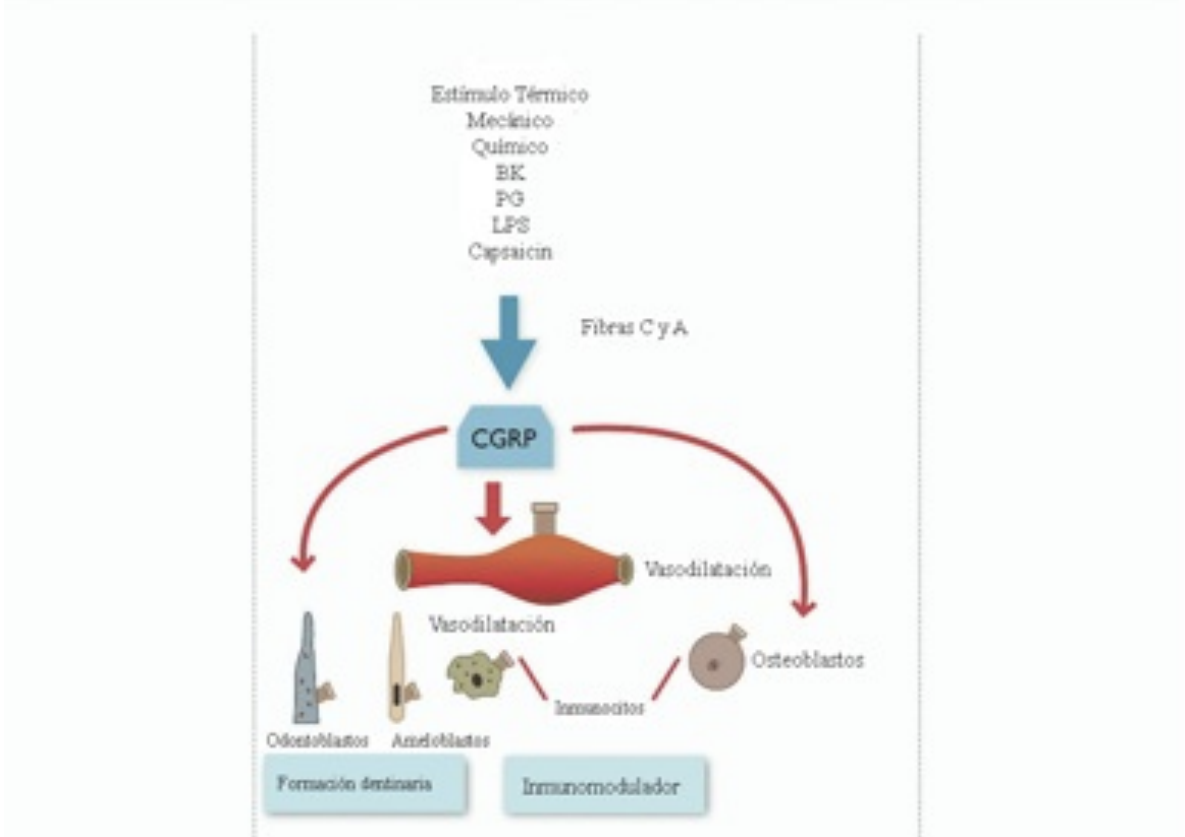 Estímulo Térmico
Mecánico
Químico
BK
PG
LPS
Capsaicin
Fibras C y A
CGRP
Vasodilatación
Vasodilatación
Osteoblastos
Inmunocitos
Odontoblastos
Ameloblastos
Formación dentinaria
Inmunomodulador